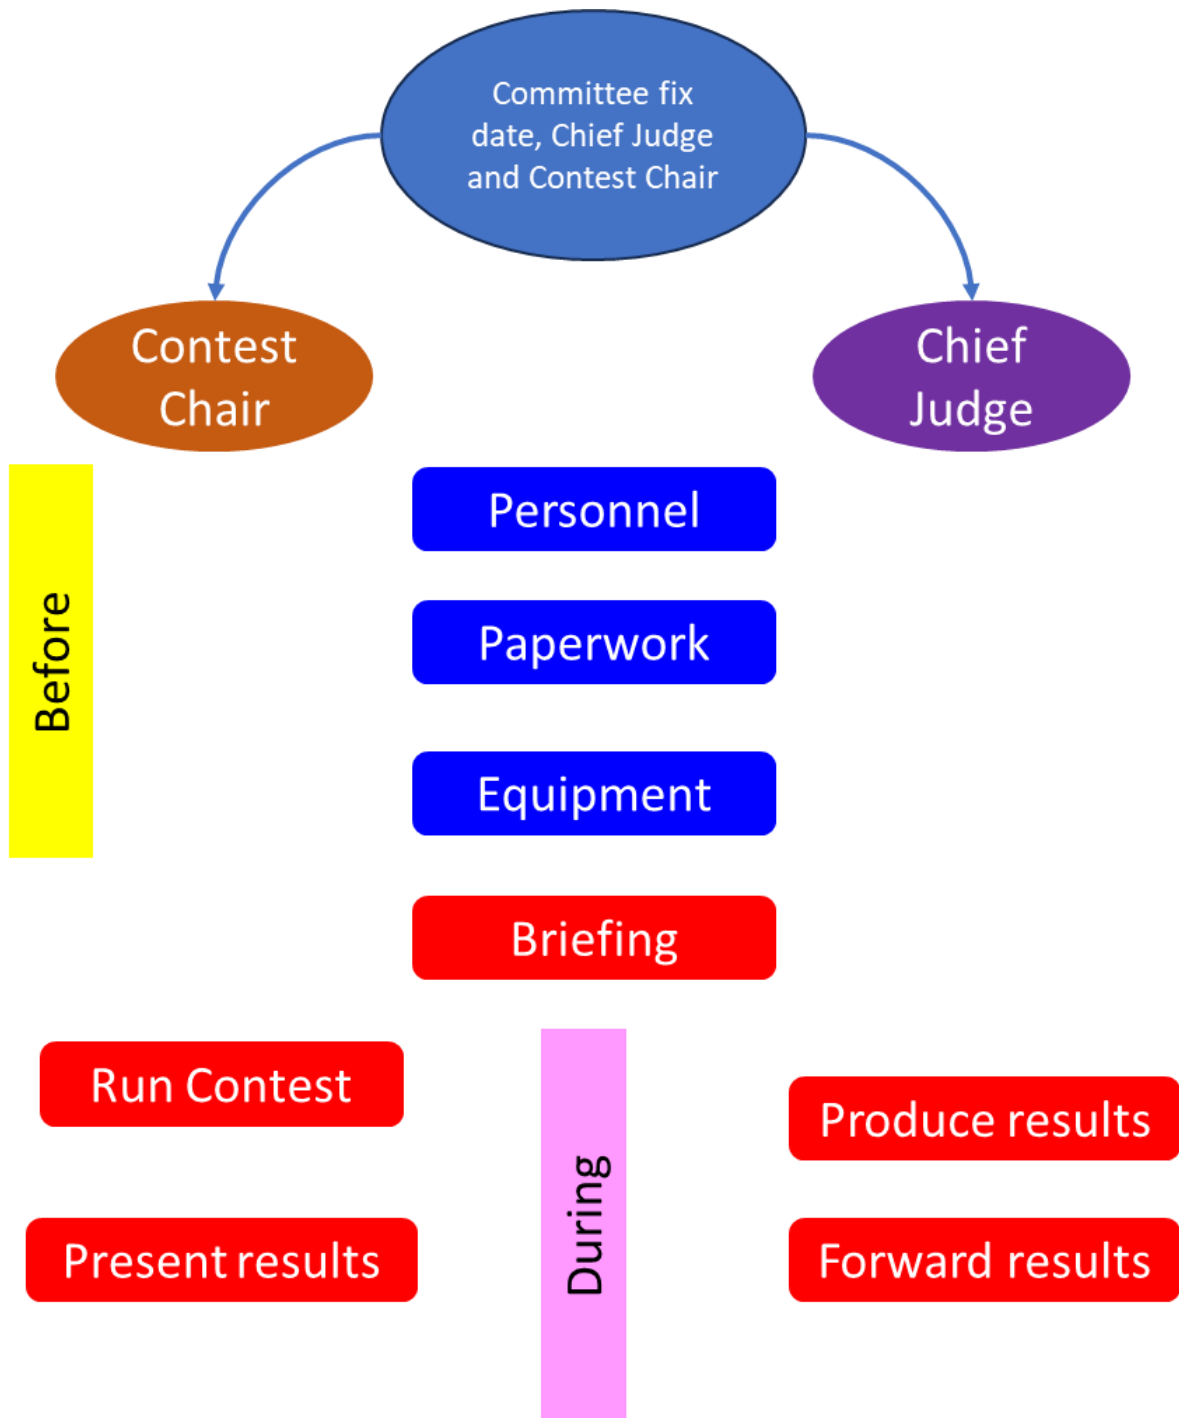 Committee fix
date, Chief Judge
and Contest Chair
Contest
Chair
Chief
Judge
Before
Personnel
Paperwork
Equipment
Briefing
Run Contest
Present results
During
Produce results
Forward results